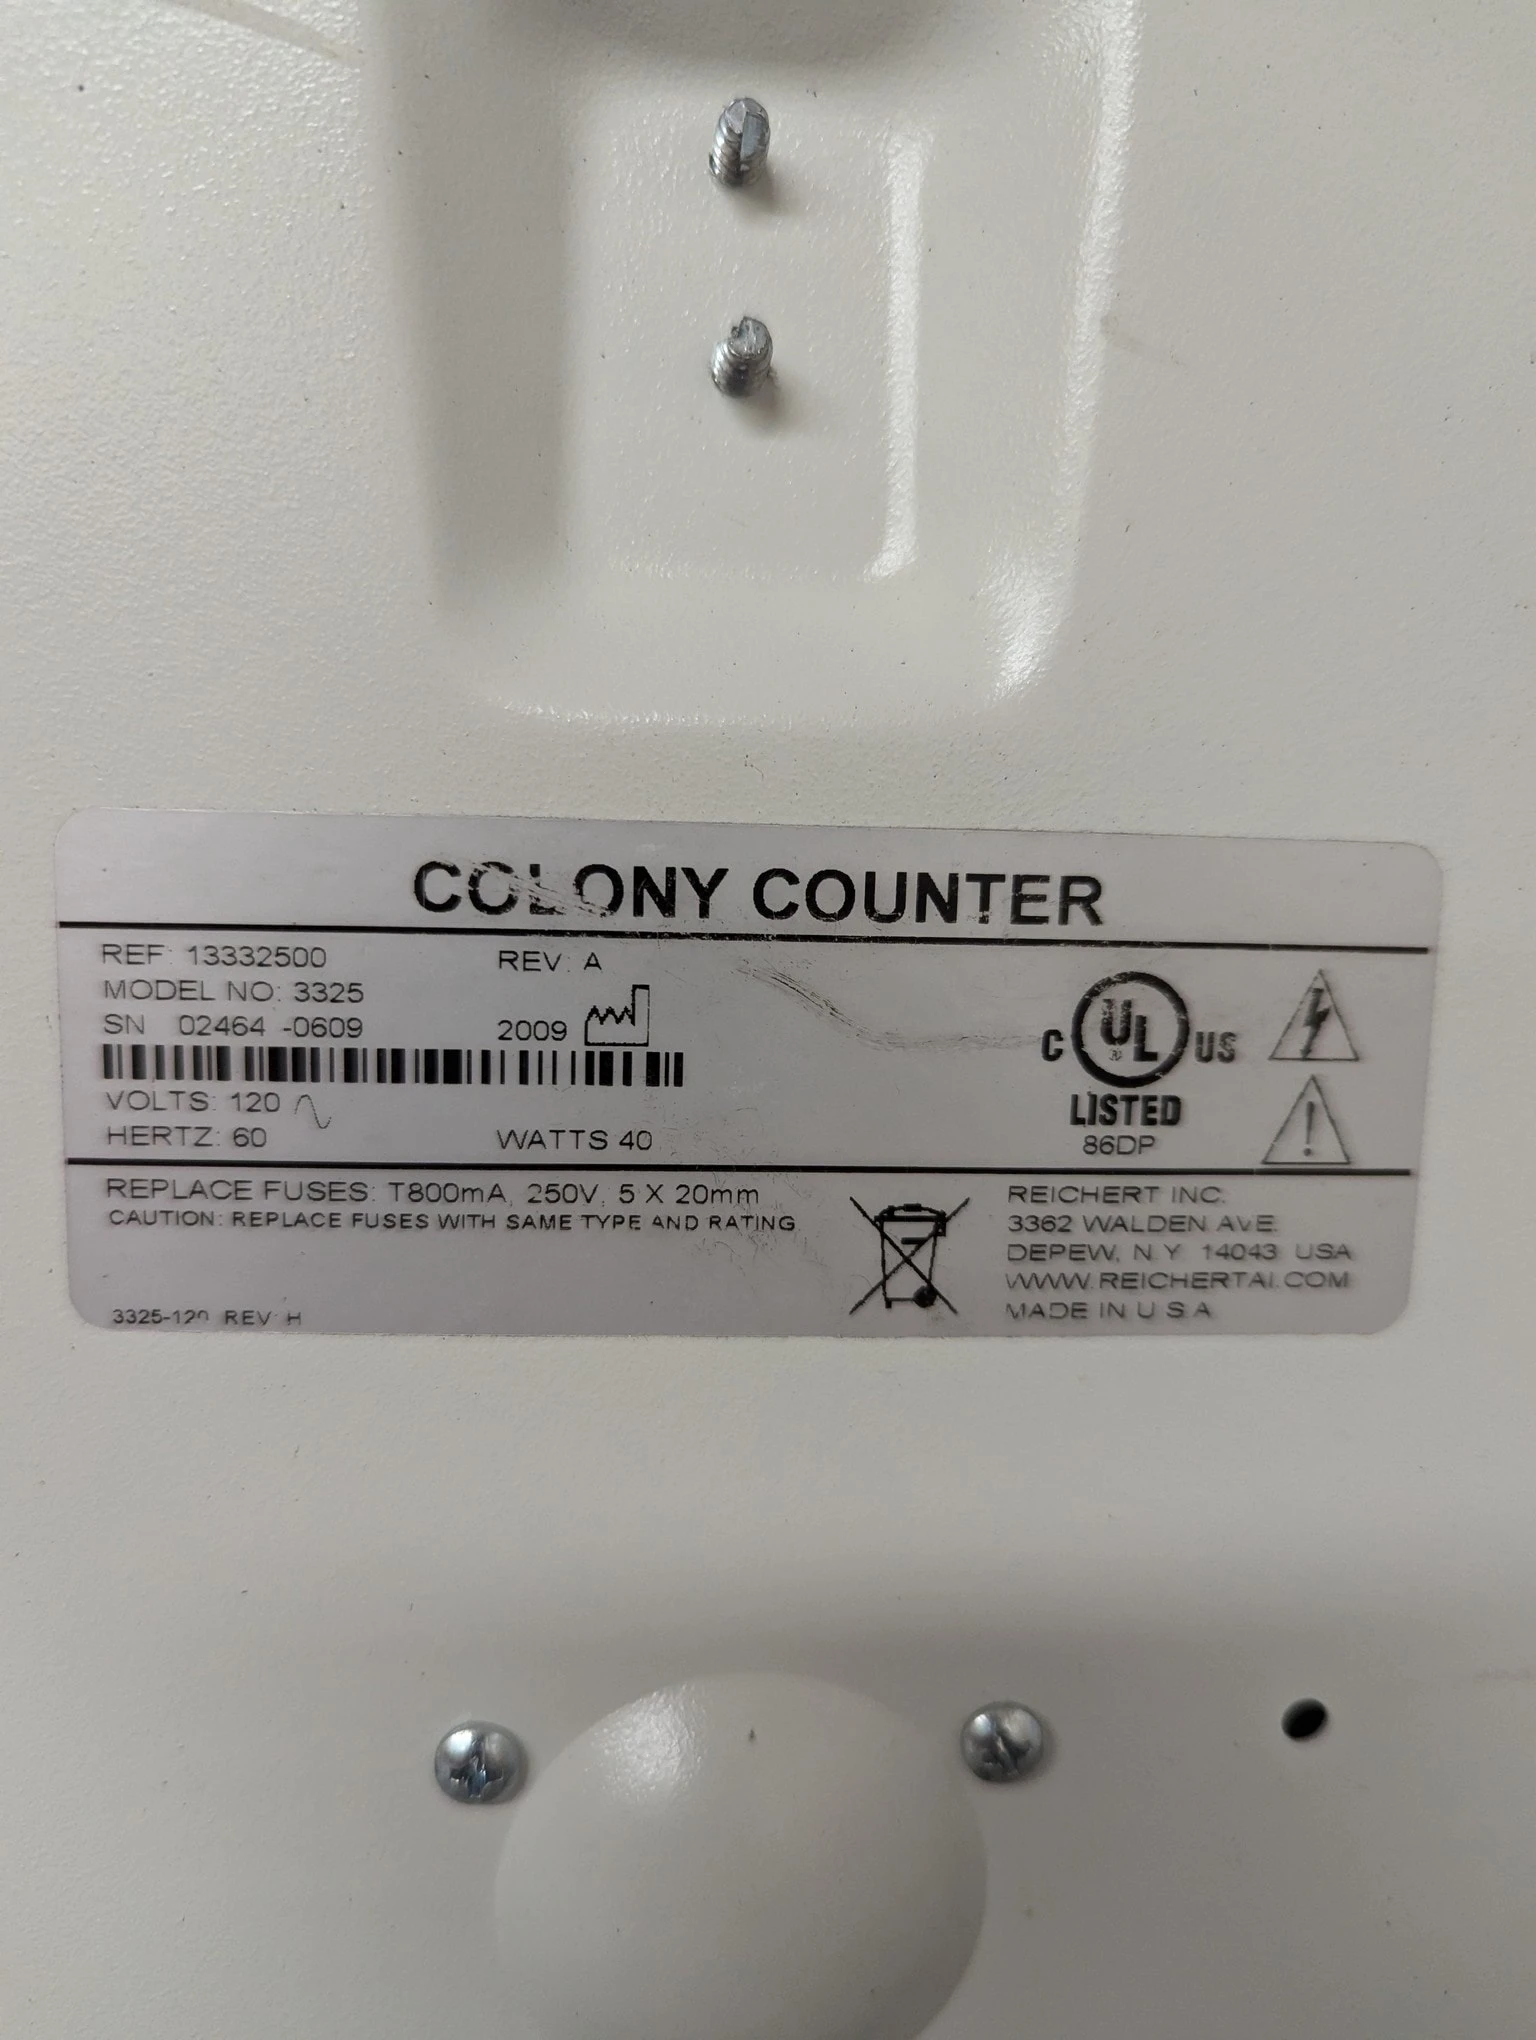 COLONY COUNTER
REF: 13332500 REV: A
MODEL NO: 3325
SN 02464 -0609 2009
VOLTS: 120
HERTZ: 60 WATTS 40
C UL US
LISTED
86DP
REPLACE FUSES: T800mA, 250V, 5 X 20mm
CAUTION: REPLACE FUSES WITH SAME TYPE AND RATING
3325-120 REV: H
REICHERT INC.
3362 WALDEN AVE.
DEPEW, N.Y. 14043 USA
WWW.REICHERTAI.COM
MADE IN U.S.A.